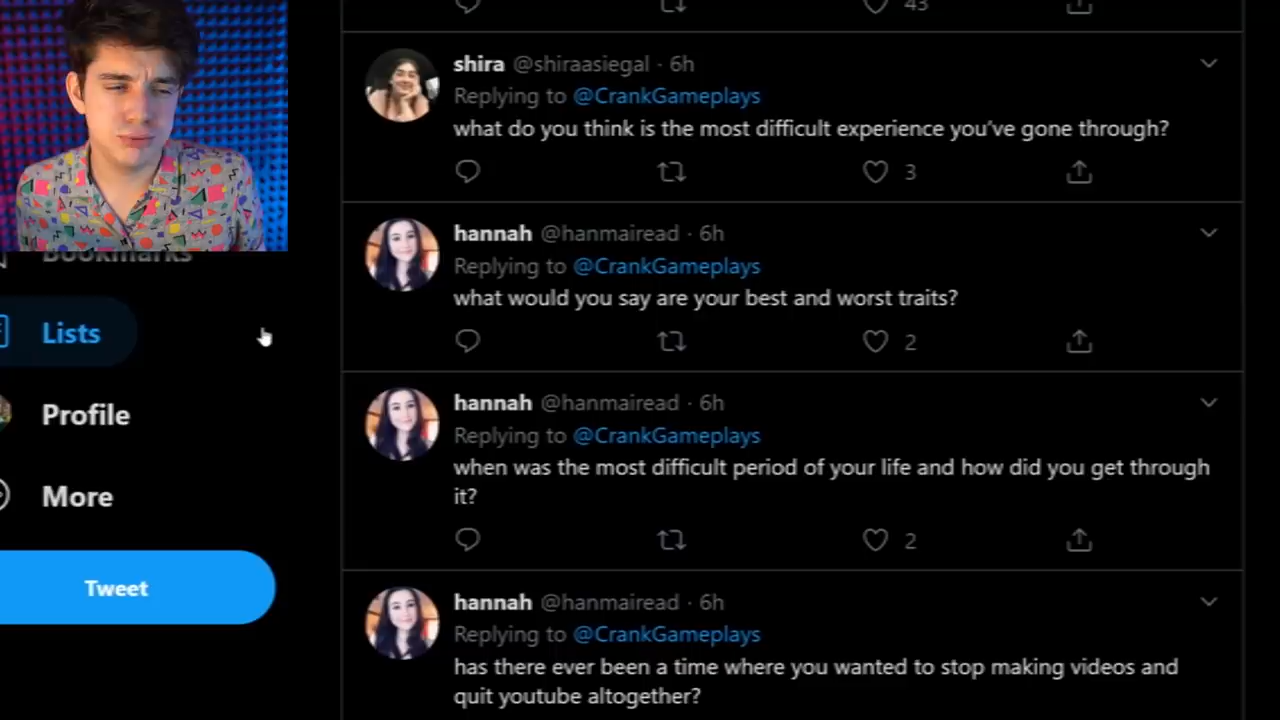 43
shira @shiraasiegal · 6h
Replying to @CrankGameplays
what do you think is the most difficult experience you've gone through?
3
hannah @hanmairead · 6h
Replying to @CrankGameplays
what would you say are your best and worst traits?
2
hannah @hanmairead · 6h
Replying to @CrankGameplays
when was the most difficult period of your life and how did you get through
it?
2
hannah @hanmairead · 6h
Replying to @CrankGameplays
has there ever been a time where you wanted to stop making videos and
quit youtube altogether?
Bookmarks
Lists
Profile
More
Tweet